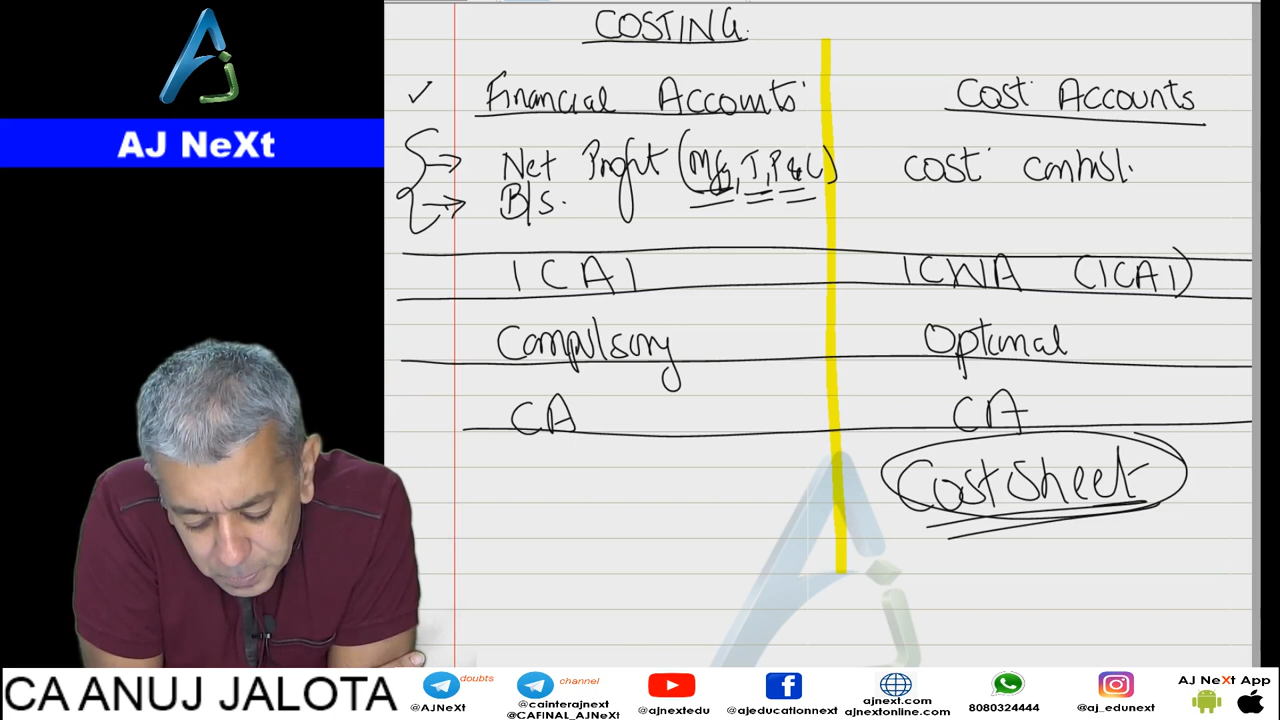 COSTING
Financial Accounts
Cost Accounts
AJ NeXt
Net Profit (Mfg, T, P&L)
cost control.
B/s.
ICAI
ICWA (ICAI)
Compulsory
Optional
CA
CA
Cost Sheet
CA ANUJ JALOTA
doubts
@AJNeXt
channel
@cainterajnext
@CAFINAL_AJNeXt
@ajnextedu
@ajeducationnext
ajnext.com
ajnextonline.com
8080324444
@aj_edunext
AJ NeXt App